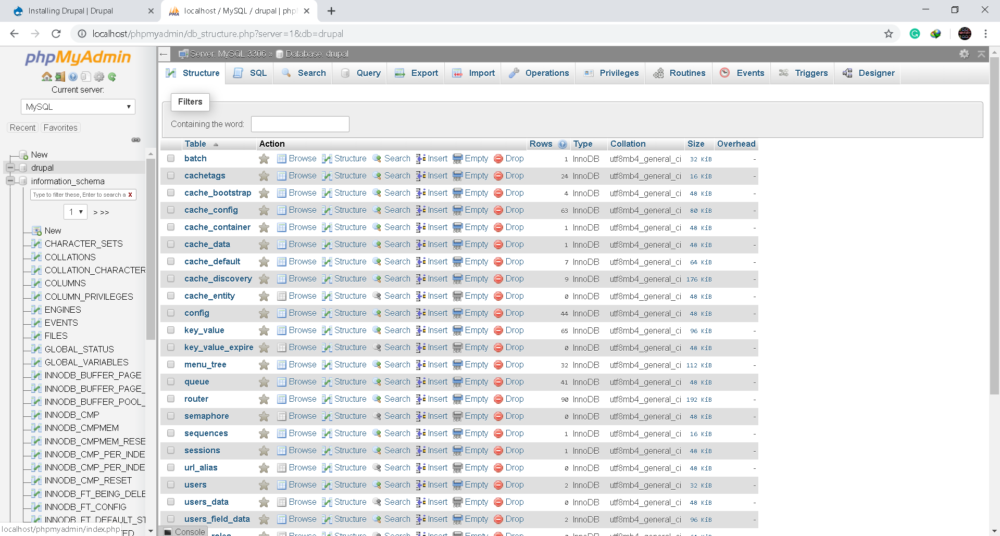 Installing Drupal | Drupal
localhost / MySQL / drupal | php
localhost/phpmyadmin/db_structure.php?server=1&db=drupal
phpMyAdmin
Current server:
MySQL
Recent Favorites
New
drupal
information_schema
Type to filter these, Enter to search a X
1 > >>
New
CHARACTER_SETS
COLLATIONS
COLLATION_CHARACTER
COLUMNS
COLUMN_PRIVILEGES
ENGINES
EVENTS
FILES
GLOBAL_STATUS
GLOBAL_VARIABLES
INNODB_BUFFER_PAGE
INNODB_BUFFER_PAGE_
INNODB_BUFFER_POOL_
INNODB_CMP
INNODB_CMPMEM
INNODB_CMPMEM_RESE
INNODB_CMP_PER_INDE
INNODB_CMP_PER_INDE
INNODB_CMP_RESET
INNODB_FT_BEING_DELE
INNODB_FT_CONFIG
INNODB_FT_DEFAULT_ST
localhost/phpmyadmin/index.php
Server: MySQL:3306 » Database: drupal
Structure SQL Search Query Export Import Operations Privileges Routines Events Triggers Designer
Filters
Containing the word:
Table Action Rows Type Collation Size Overhead
batch Browse Structure Search Insert Empty Drop 1 InnoDB utf8mb4_general_ci 32 KiB -
cachetags Browse Structure Search Insert Empty Drop 24 InnoDB utf8mb4_general_ci 16 KiB -
cache_bootstrap Browse Structure Search Insert Empty Drop 4 InnoDB utf8mb4_general_ci 48 KiB -
cache_config Browse Structure Search Insert Empty Drop 63 InnoDB utf8mb4_general_ci 80 KiB -
cache_container Browse Structure Search Insert Empty Drop 1 InnoDB utf8mb4_general_ci 48 KiB -
cache_data Browse Structure Search Insert Empty Drop 1 InnoDB utf8mb4_general_ci 48 KiB -
cache_default Browse Structure Search Insert Empty Drop 7 InnoDB utf8mb4_general_ci 64 KiB -
cache_discovery Browse Structure Search Insert Empty Drop 9 InnoDB utf8mb4_general_ci 176 KiB -
cache_entity Browse Structure Search Insert Empty Drop 0 InnoDB utf8mb4_general_ci 48 KiB -
config Browse Structure Search Insert Empty Drop 44 InnoDB utf8mb4_general_ci 48 KiB -
key_value Browse Structure Search Insert Empty Drop 65 InnoDB utf8mb4_general_ci 96 KiB -
key_value_expire Browse Structure Search Insert Empty Drop 0 InnoDB utf8mb4_general_ci 48 KiB -
menu_tree Browse Structure Search Insert Empty Drop 32 InnoDB utf8mb4_general_ci 112 KiB -
queue Browse Structure Search Insert Empty Drop 41 InnoDB utf8mb4_general_ci 48 KiB -
router Browse Structure Search Insert Empty Drop 90 InnoDB utf8mb4_general_ci 192 KiB -
semaphore Browse Structure Search Insert Empty Drop 0 InnoDB utf8mb4_general_ci 48 KiB -
sequences Browse Structure Search Insert Empty Drop 1 InnoDB utf8mb4_general_ci 16 KiB -
sessions Browse Structure Search Insert Empty Drop 1 InnoDB utf8mb4_general_ci 48 KiB -
url_alias Browse Structure Search Insert Empty Drop 0 InnoDB utf8mb4_general_ci 48 KiB -
users Browse Structure Search Insert Empty Drop 2 InnoDB utf8mb4_general_ci 32 KiB -
users_data Browse Structure Search Insert Empty Drop 0 InnoDB utf8mb4_general_ci 48 KiB -
users_field_data Browse Structure Search Insert Empty Drop 2 InnoDB utf8mb4_general_ci 96 KiB -
Console